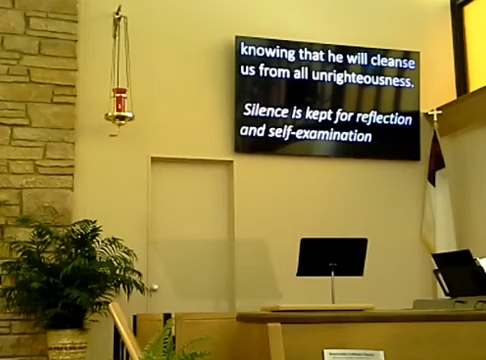 knowing that he will cleanse
us from all unrighteousness.
Silence is kept for reflection
and self-examination